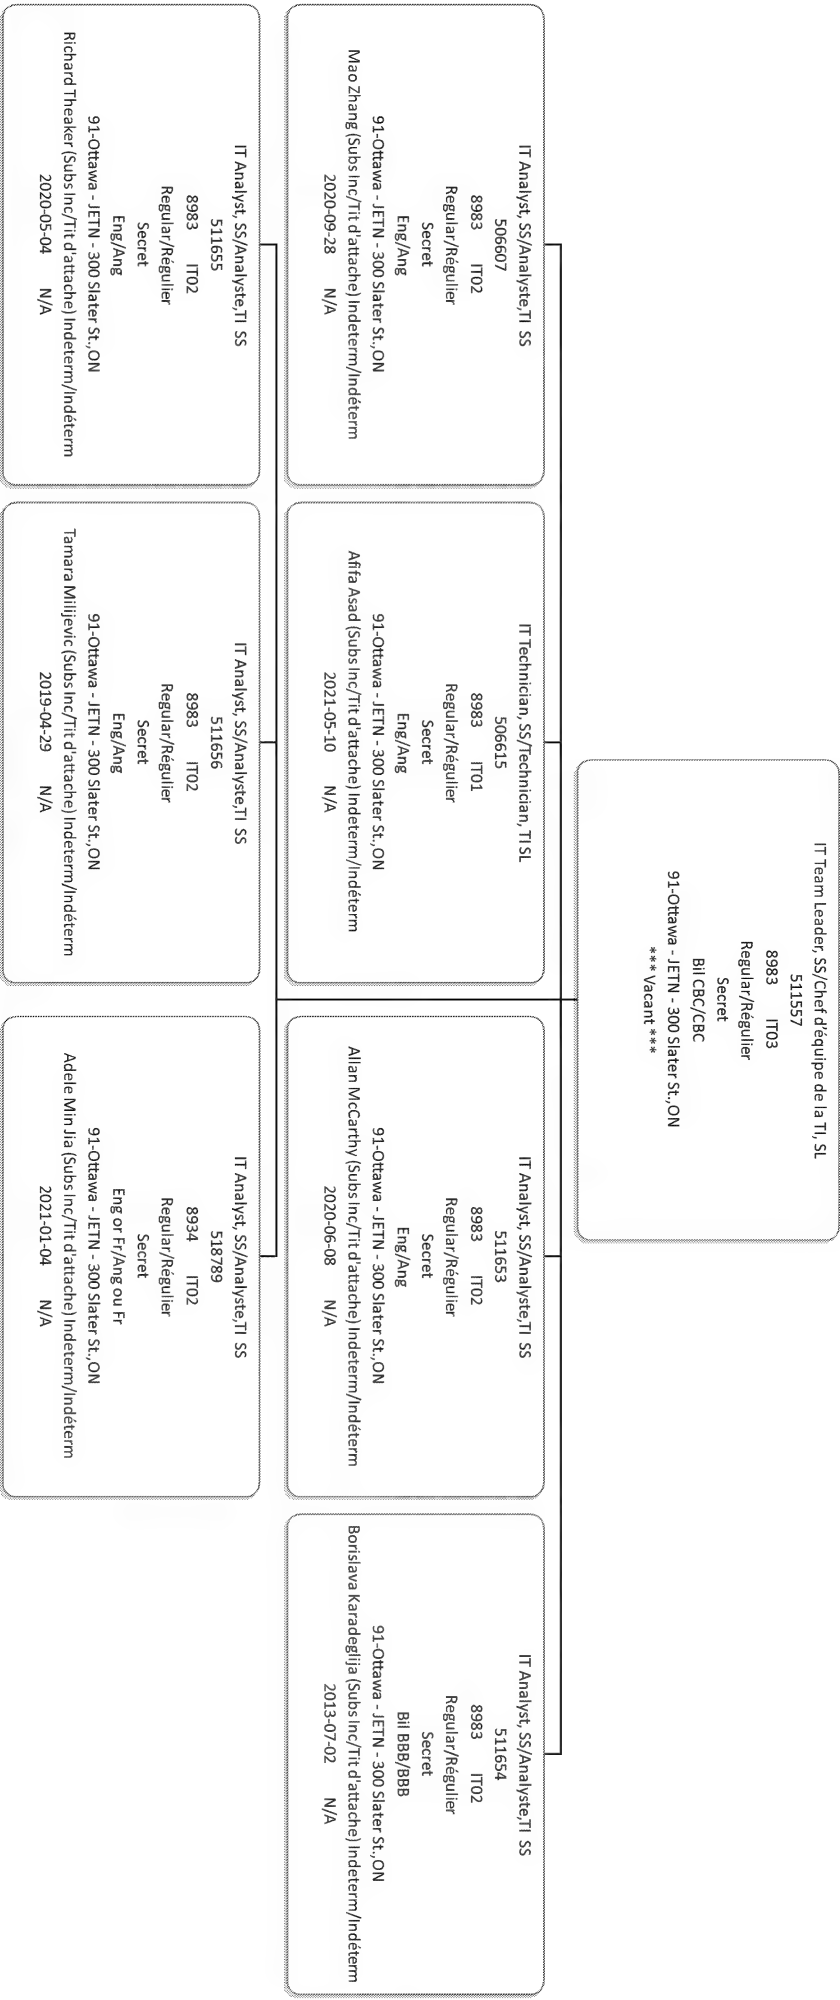 IT Team Leader, SS/Chef d'équipe de la TI, SL
511557
8983 IT03
Regular/Régulier
Secret
Bil CBC/CBC
91-Ottawa - JETN - 300 Slater St.,ON
*** Vacant ***
IT Analyst, SS/Analyste,TI SS
506607
8983 IT02
Regular/Régulier
Secret
Eng/Ang
91-Ottawa - JETN - 300 Slater St.,ON
Mao Zhang (Subs Inc/Tit d'attache) Indeterm/Indéterm
2020-09-28 N/A
IT Technician, SS/Technician, TI SL
506615
8983 IT01
Regular/Régulier
Secret
Eng/Ang
91-Ottawa - JETN - 300 Slater St.,ON
Afifa Asad (Subs Inc/Tit d'attache) Indeterm/Indéterm
2021-05-10 N/A
IT Analyst, SS/Analyste,TI SS
511653
8983 IT02
Regular/Régulier
Secret
Eng/Ang
91-Ottawa - JETN - 300 Slater St.,ON
Allan McCarthy (Subs Inc/Tit d'attache) Indeterm/Indéterm
2020-06-08 N/A
IT Analyst, SS/Analyste,TI SS
511654
8983 IT02
Regular/Régulier
Secret
Bil BBB/BBB
91-Ottawa - JETN - 300 Slater St.,ON
Borislava Karadeglija (Subs Inc/Tit d'attache) Indeterm/Indéterm
2013-07-02 N/A
IT Analyst, SS/Analyste,TI SS
511655
8983 IT02
Regular/Régulier
Secret
Eng/Ang
91-Ottawa - JETN - 300 Slater St.,ON
Richard Theaker (Subs Inc/Tit d'attache) Indeterm/Indéterm
2020-05-04 N/A
IT Analyst, SS/Analyste,TI SS
511656
8983 IT02
Regular/Régulier
Secret
Eng/Ang
91-Ottawa - JETN - 300 Slater St.,ON
Tamara Milijevic (Subs Inc/Tit d'attache) Indeterm/Indéterm
2019-04-29 N/A
IT Analyst, SS/Analyste,TI SS
518789
8934 IT02
Regular/Régulier
Secret
Eng or Fr/Ang ou Fr
91-Ottawa - JETN - 300 Slater St.,ON
Adele Min Jia (Subs Inc/Tit d'attache) Indeterm/Indéterm
2021-01-04 N/A